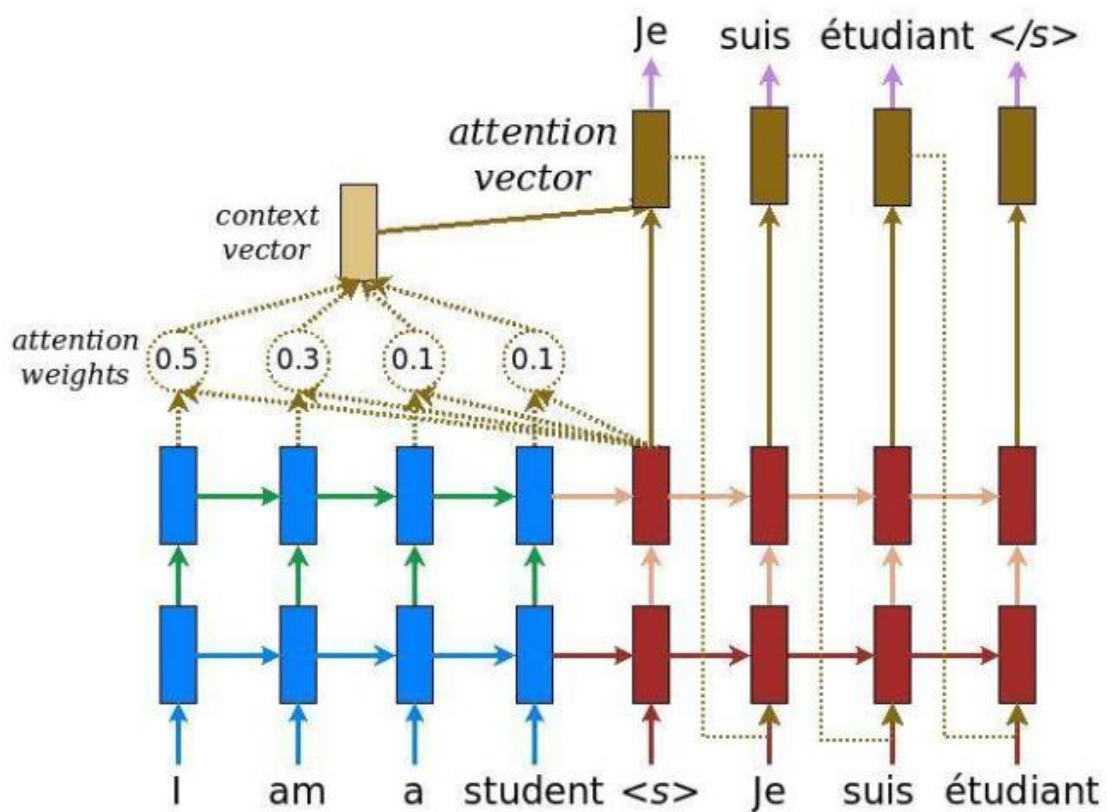 Je suis étudiant </s>
attention
vector
context
vector
attention
weights
0.5 0.3 0.1 0.1
I am a student <s> Je suis étudiant